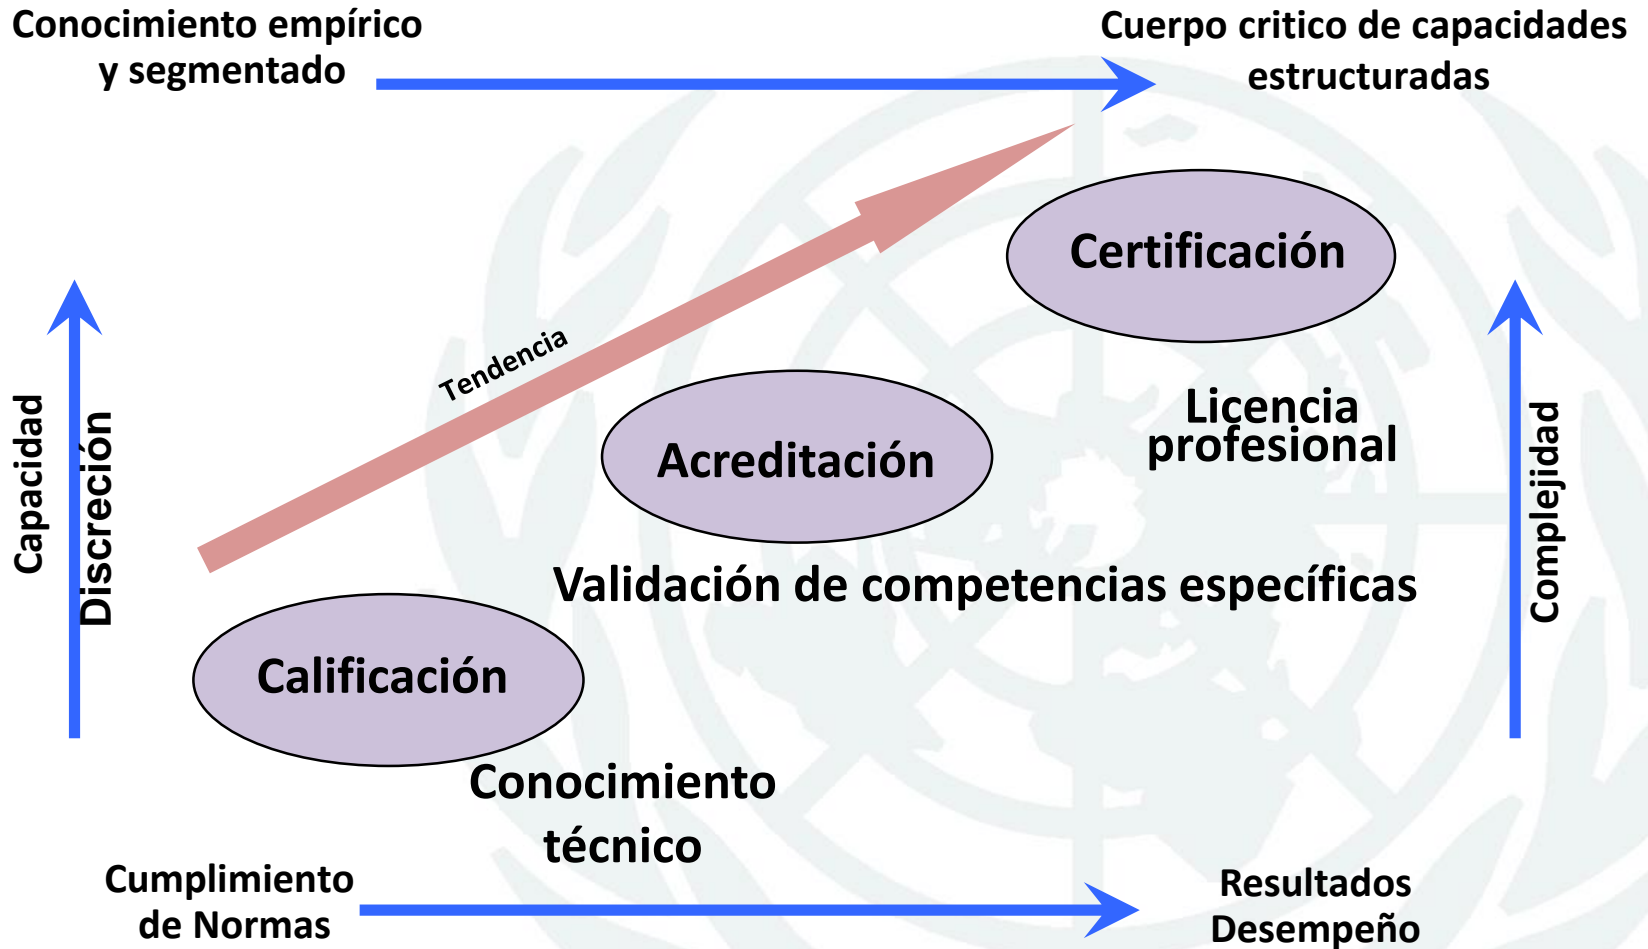 Conocimiento empírico
y segmentado
Cuerpo critico de capacidades
estructuradas
Certificación
Tendencia
Licencia
profesional
Acreditación
Capacidad
Discreción
Complejidad
Validación de competencias específicas
Calificación
Conocimiento
técnico
Cumplimiento
de Normas
Resultados
Desempeño